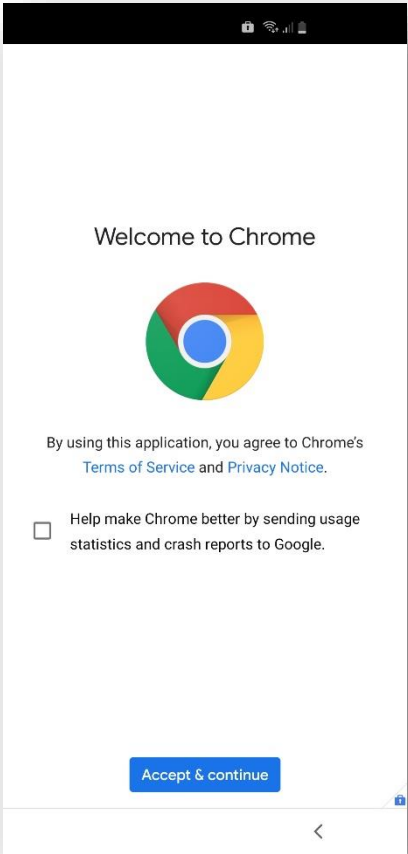 Welcome to Chrome
By using this application, you agree to Chrome's
Terms of Service and Privacy Notice.
Help make Chrome better by sending usage
statistics and crash reports to Google.
Accept & continue